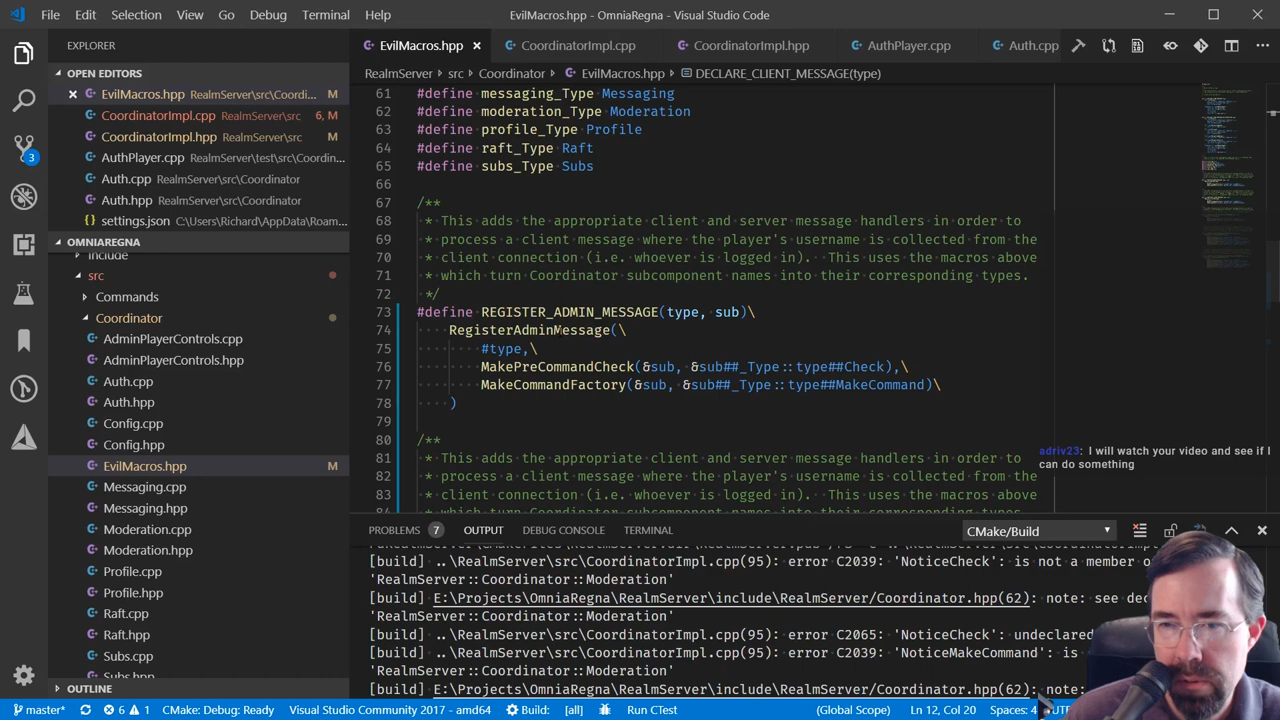 File Edit Selection View Go Debug Terminal Help EvilMacros.hpp - OmniaRegna - Visual Studio Code
EXPLORER
OPEN EDITORS
EvilMacros.hpp RealmServer\src\Coordi... M
CoordinatorImpl.cpp RealmServer\... 6, M
CoordinatorImpl.hpp RealmServer\src
AuthPlayer.cpp RealmServer\test\src\Coordin...
Auth.cpp RealmServer\src\Coordinator
Auth.hpp RealmServer\src\Coordinator
{} settings.json C:\Users\Richard\AppData\Roam...
3
OMNIAREGNA
include
src
Commands
Coordinator
AdminPlayerControls.cpp
AdminPlayerControls.hpp
Auth.cpp
Auth.hpp
Config.cpp
Config.hpp
EvilMacros.hpp M
Messaging.cpp
Messaging.hpp
Moderation.cpp
Moderation.hpp
Profile.cpp
Profile.hpp
Raft.cpp
Raft.hpp
Subs.cpp
Subs.hpp
OUTLINE
EvilMacros.hpp CoordinatorImpl.cpp CoordinatorImpl.hpp AuthPlayer.cpp Auth.cpp
RealmServer > src > Coordinator > EvilMacros.hpp > DECLARE_CLIENT_MESSAGE(type)
61 #define messaging_Type Messaging
62 #define moderation_Type Moderation
63 #define profile_Type Profile
64 #define raft_Type Raft
65 #define subs_Type Subs
66
67 /**
68 * This adds the appropriate client and server message handlers in order to
69 * process a client message where the player's username is collected from the
70 * client connection (i.e. whoever is logged in). This uses the macros above
71 * which turn Coordinator subcomponent names into their corresponding types.
72 */
73 #define REGISTER_ADMIN_MESSAGE(type, sub)\
74 RegisterAdminMessage(\
75 #type,\
76 MakePreCommandCheck(&sub, &sub##_Type::type##Check),\
77 MakeCommandFactory(&sub, &sub##_Type::type##MakeCommand)\
78 )
79
80 /**
81 * This adds the appropriate client and server message handlers in order to
82 * process a client message where the player's username is collected from the
83 * client connection (i.e. whoever is logged in). This uses the macros above
which turn Coordinator subcomponent names into their corresponding types
adriv23: I will watch your video and see if I
can do something
PROBLEMS 7 OUTPUT DEBUG CONSOLE TERMINAL CMake/Build
[build] ..\RealmServer\src\CoordinatorImpl.cpp(95): error C2039: 'NoticeCheck': is not a member o
'RealmServer::Coordinator::Moderation'
[build] E:\Projects\OmniaRegna\RealmServer\include\RealmServer/Coordinator.hpp(62): note: see dec
'RealmServer::Coordinator::Moderation'
[build] ..\RealmServer\src\CoordinatorImpl.cpp(95): error C2065: 'NoticeCheck': undeclared
[build] ..\RealmServer\src\CoordinatorImpl.cpp(95): error C2039: 'NoticeMakeCommand': is
'RealmServer::Coordinator::Moderation'
[build] E:\Projects\OmniaRegna\RealmServer\include\RealmServer/Coordinator.hpp(62): note:
master* 6 1 CMake: Debug: Ready Visual Studio Community 2017 - amd64 Build: [all] Run CTest (Global Scope) Ln 12, Col 20 Spaces: 4